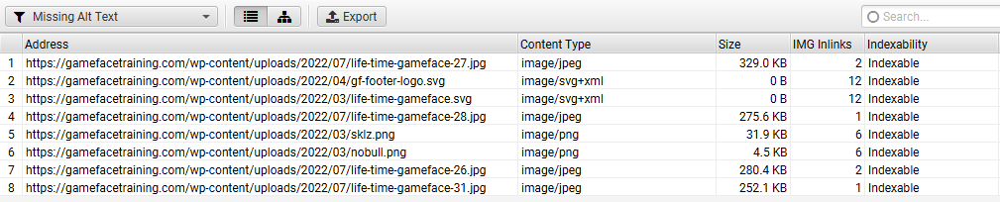 Missing Alt Text Export Search...
Address Content Type Size IMG Inlinks Indexability
1 https://gamefacetraining.com/wp-content/uploads/2022/07/life-time-gameface-27.jpg image/jpeg 329.0 KB 2 Indexable
2 https://gamefacetraining.com/wp-content/uploads/2022/04/gf-footer-logo.svg image/svg+xml 0 B 12 Indexable
3 https://gamefacetraining.com/wp-content/uploads/2022/03/life-time-gameface.svg image/svg+xml 0 B 12 Indexable
4 https://gamefacetraining.com/wp-content/uploads/2022/07/life-time-gameface-28.jpg image/jpeg 275.6 KB 1 Indexable
5 https://gamefacetraining.com/wp-content/uploads/2022/03/sklz.png image/png 31.9 KB 6 Indexable
6 https://gamefacetraining.com/wp-content/uploads/2022/03/nobull.png image/png 4.5 KB 6 Indexable
7 https://gamefacetraining.com/wp-content/uploads/2022/07/life-time-gameface-26.jpg image/jpeg 280.4 KB 2 Indexable
8 https://gamefacetraining.com/wp-content/uploads/2022/07/life-time-gameface-31.jpg image/jpeg 252.1 KB 1 Indexable